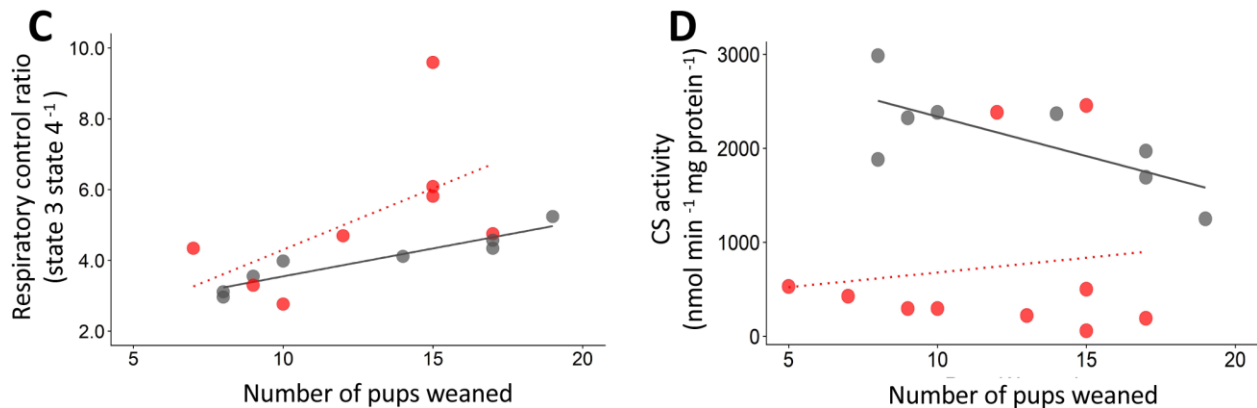 C
10.0
8.0
6.0
4.0
2.0
Respiratory control ratio
(state 3 state 4 -1)
5 10 15 20
Number of pups weaned
D
3000
2000
1000
0
CS activity
(nmol min -1 mg protein -1)
5 10 15 20
Number of pups weaned